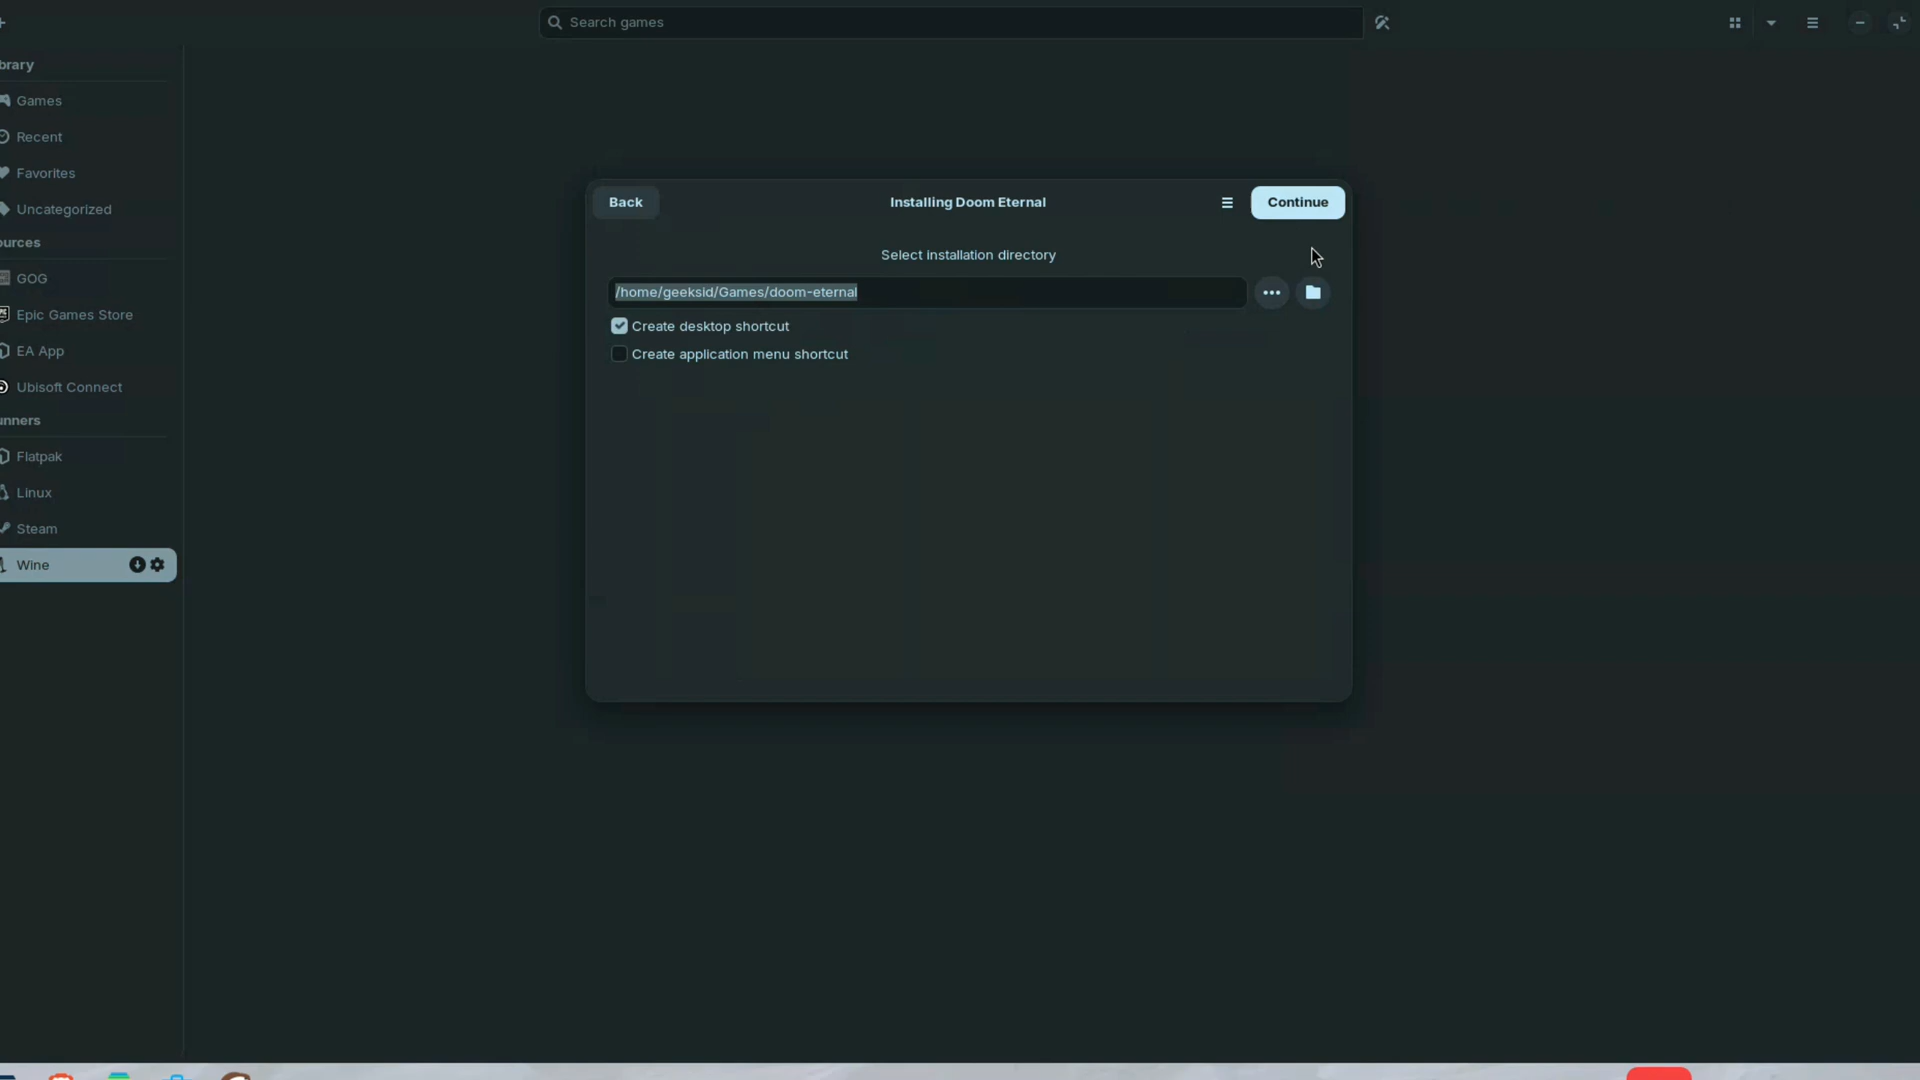 Search games
brary
Games
Recent
Favorites
Uncategorized
ources
GOG
Epic Games Store
EA App
Ubisoft Connect
unners
Flatpak
Linux
Steam
Wine
Back
Installing Doom Eternal
Continue
Select installation directory
/home/geeksid/Games/doom-eternal
Create desktop shortcut
Create application menu shortcut